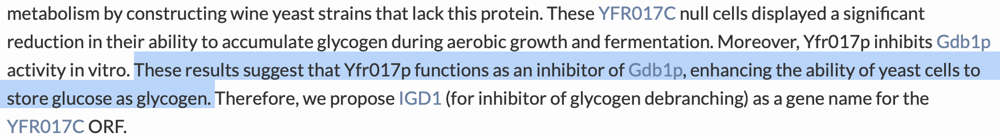 metabolism by constructing wine yeast strains that lack this protein. These YFR017C null cells displayed a significant
reduction in their ability to accumulate glycogen during aerobic growth and fermentation. Moreover, Yfr017p inhibits Gdb1p
activity in vitro. These results suggest that Yfr017p functions as an inhibitor of Gdb1p, enhancing the ability of yeast cells to
store glucose as glycogen. Therefore, we propose IGD1 (for inhibitor of glycogen debranching) as a gene name for the
YFR017C ORF.